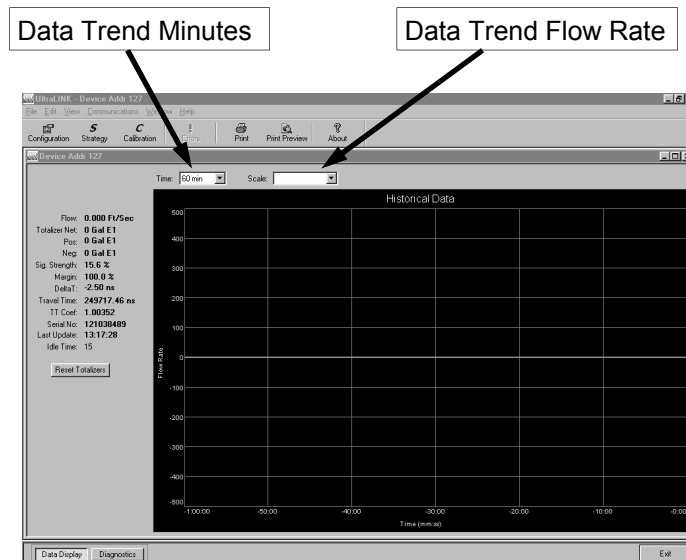 Data Trend Minutes
Data Trend Flow Rate
UltraLINK - Device Addr 127
File Edit View Communications Window Help
Configuration Strategy Calibration Errors Print Print Preview About
Device Addr 127
Time: 60 min Scale:
Historical Data
Flow: 0.000 Ft/Sec
Totalizer Net: 0 Gal E1
Pos: 0 Gal E1
Neg: 0 Gal E1
Sig. Strength: 15.6 %
Margin: 100.0 %
DeltaT: -2.50 ns
Travel Time: 249717.46 ns
TT Coef: 1.00352
Serial No: 121038489
Last Update: 13:17:28
Idle Time: 15
Reset Totalizers
Flow Rate
500
400
300
200
100
0
-100
-200
-300
-400
-500
-1:00:00 -50:00 -40:00 -30:00 -20:00 -10:00 -0:00
Time (mm:ss)
Data Display Diagnostics Exit